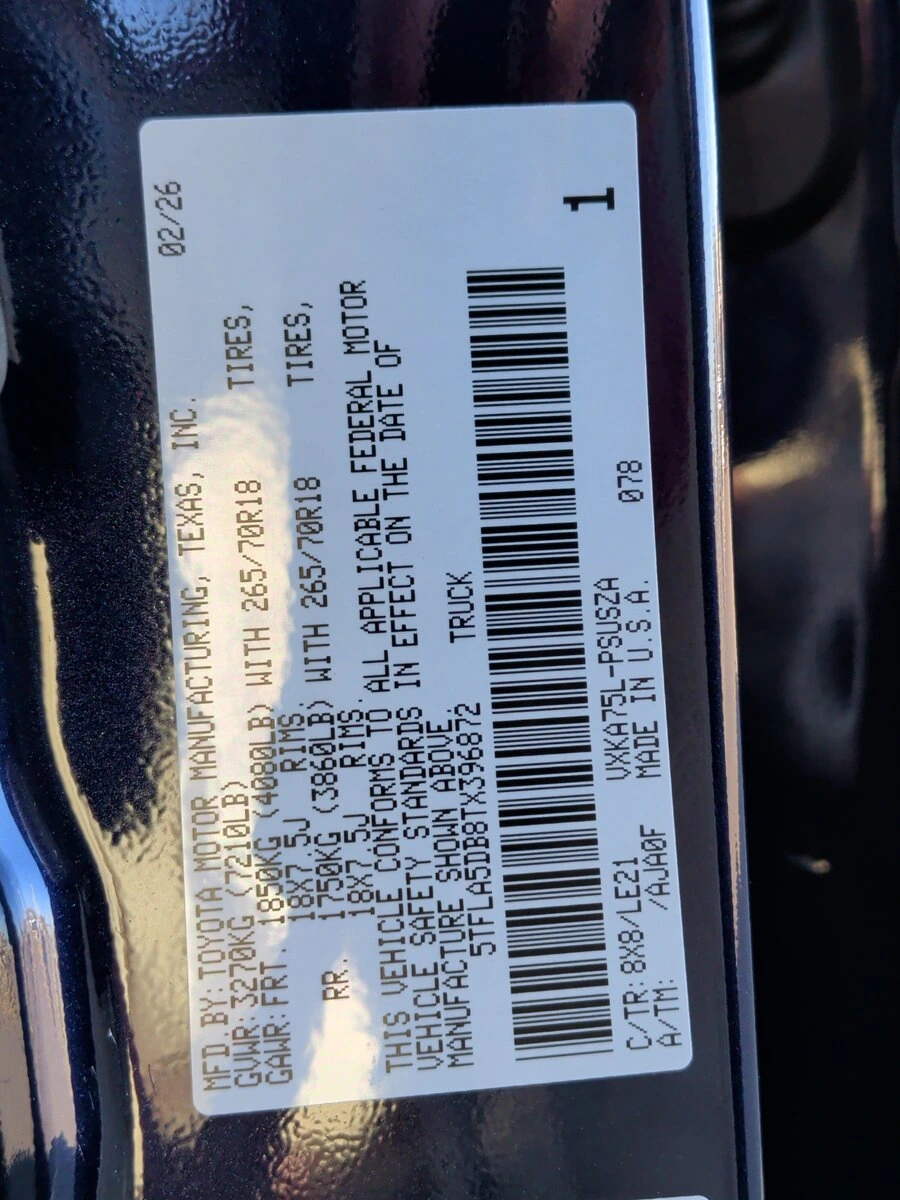 MFD.BY: TOYOTA MOTOR MANUFACTURING, TEXAS, INC. 02/26
GVWR: 3270KG (7210LB)
GAWR: FRT. 1850KG (4080LB) WITH 265/70R18 TIRES,
18X7.5J RIMS.
RR. 1750KG (3860LB) WITH 265/70R18 TIRES,
18X7.5J RIMS.
THIS VEHICLE CONFORMS TO ALL APPLICABLE FEDERAL MOTOR
VEHICLE SAFETY STANDARDS IN EFFECT ON THE DATE OF
MANUFACTURE SHOWN ABOVE.
5TFLA5DB8TX396872 TRUCK
1
C/TR: 8X8/LE21 VXKA75L-PSUSZA 078
A/TM: /AJA0F MADE IN U.S.A.